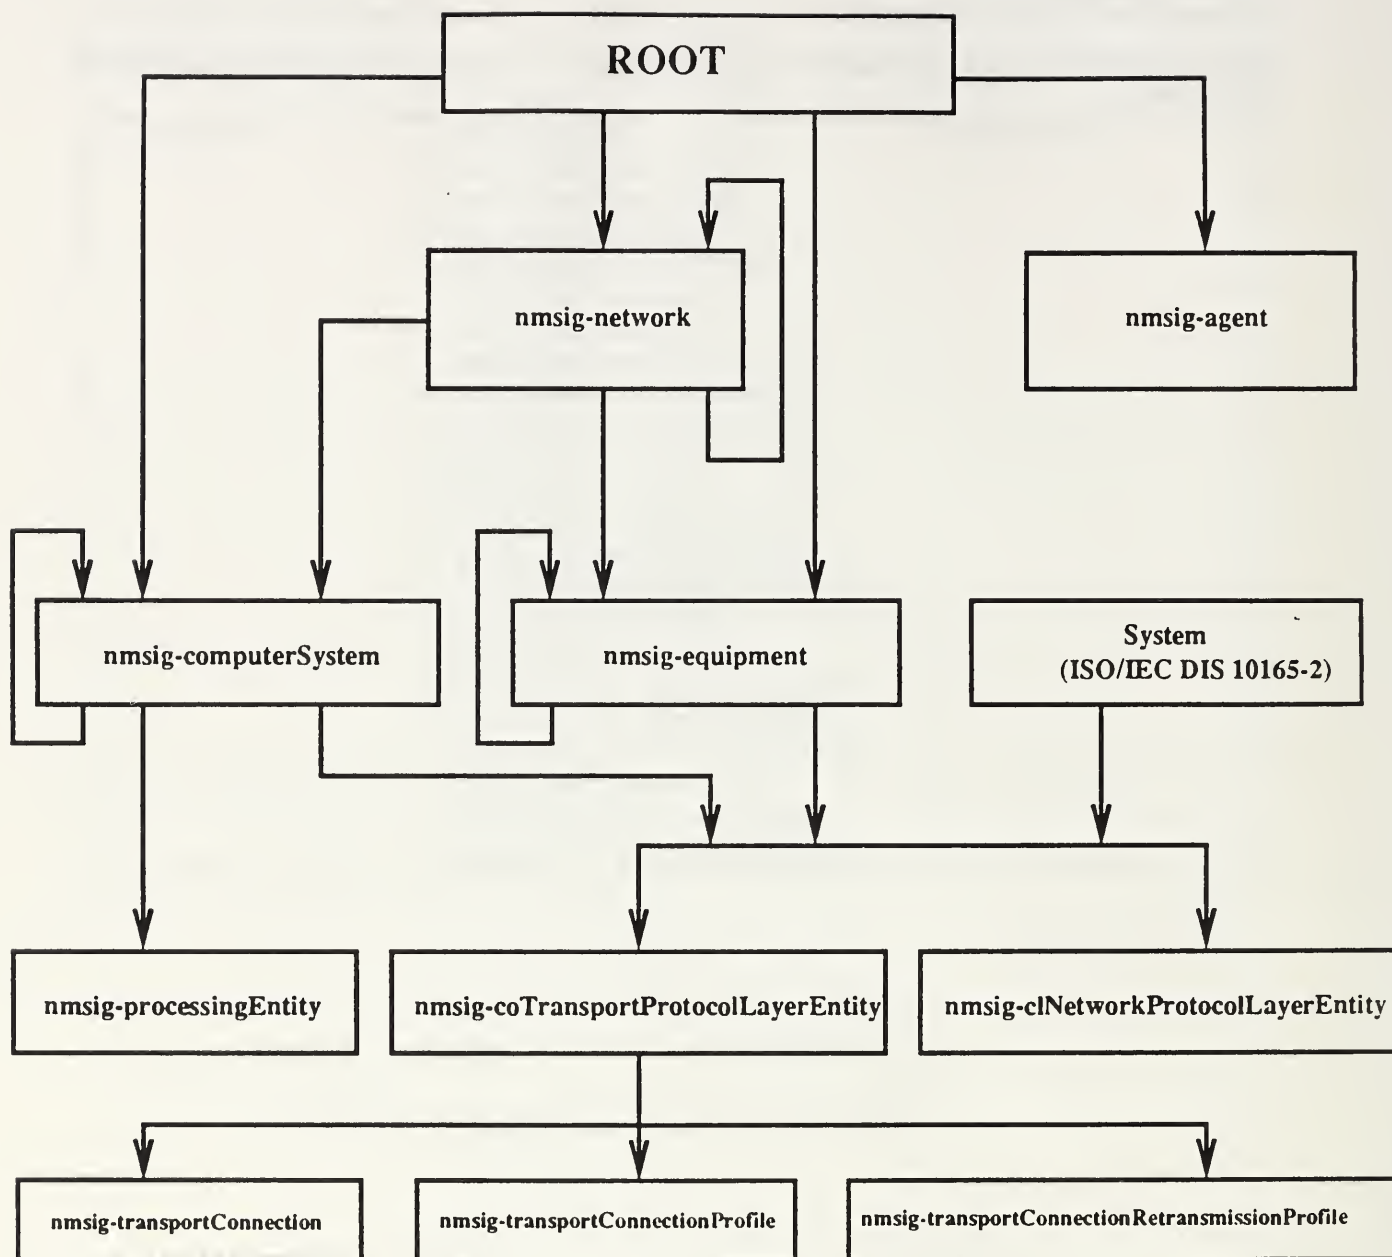 ROOT
nmsig-network
nmsig-agent
nmsig-computerSystem
nmsig-equipment
System
(ISO/IEC DIS 10165-2)
nmsig-processingEntity
nmsig-coTransportProtocolLayerEntity
nmsig-clNetworkProtocolLayerEntity
nmsig-transportConnection
nmsig-transportConnectionProfile
nmsig-transportConnectionRetransmissionProfile